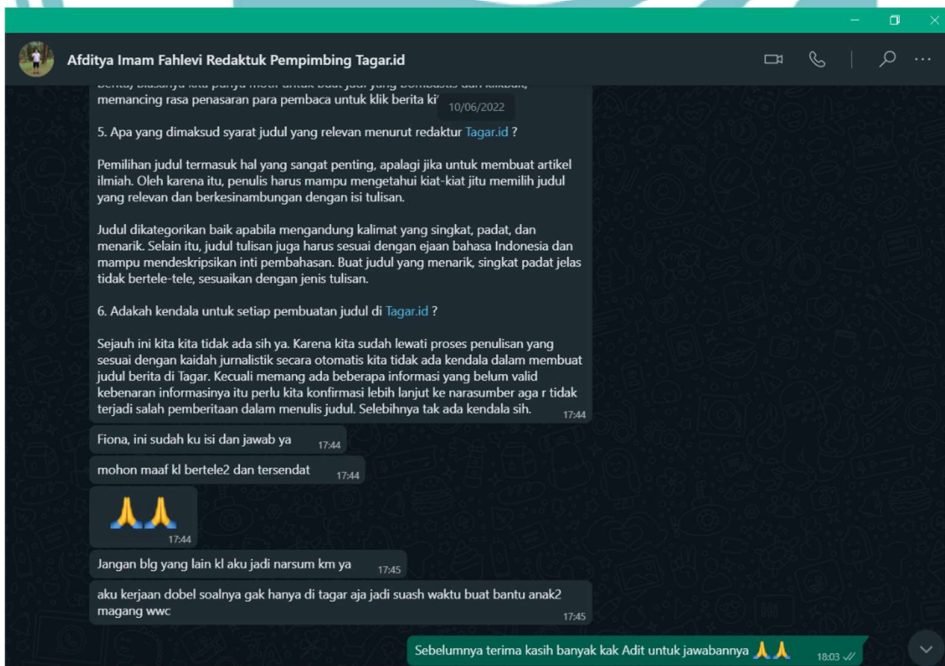 Afditya Imam Fahlevi Redaktuk Pempimbing Tagar.id
10/06/2022
memancing rasa penasaran para pembaca untuk klik berita ki
5. Apa yang dimaksud syarat judul yang relevan menurut redaktur Tagar.id ?
Pemilihan judul termasuk hal yang sangat penting, apalagi jika untuk membuat artikel
ilmiah. Oleh karena itu, penulis harus mampu mengetahui kiat-kiat jitu memilih judul
yang relevan dan berkesinambungan dengan isi tulisan.
Judul dikategorikan baik apabila mengandung kalimat yang singkat, padat, dan
menarik. Selain itu, judul tulisan juga harus sesuai dengan ejaan bahasa Indonesia dan
mampu mendeskripsikan inti pembahasan. Buat judul yang menarik, singkat padat jelas
tidak bertele-tele, sesuaikan dengan jenis tulisan.
6. Adakah kendala untuk setiap pembuatan judul di Tagar.id ?
Sejauh ini kita kita tidak ada sih ya. Karena kita sudah lewati proses penulisan yang
sesuai dengan kaidah jurnalistik secara otomatis kita tidak ada kendala dalam membuat
judul berita di Tagar. Kecuali memang ada beberapa informasi yang belum valid
kebenaran informasinya itu perlu kita konfirmasi lebih lanjut ke narasumber aga r tidak
terjadi salah pemberitaan dalam menulis judul. Selebihnya tak ada kendala sih.
17:44
Fiona, ini sudah ku isi dan jawab ya 17:44
mohon maaf kl bertele2 dan tersendat 17:44
🙏🙏
17:44
Jangan blg yang lain kl aku jadi narsum km ya 17:45
aku kerjaan dobel soalnya gak hanya di tagar aja jadi suash waktu buat bantu anak2
magang wwc 17:45
Sebelumnya terima kasih banyak kak Adit untuk jawabannya 🙏🙏 18:03